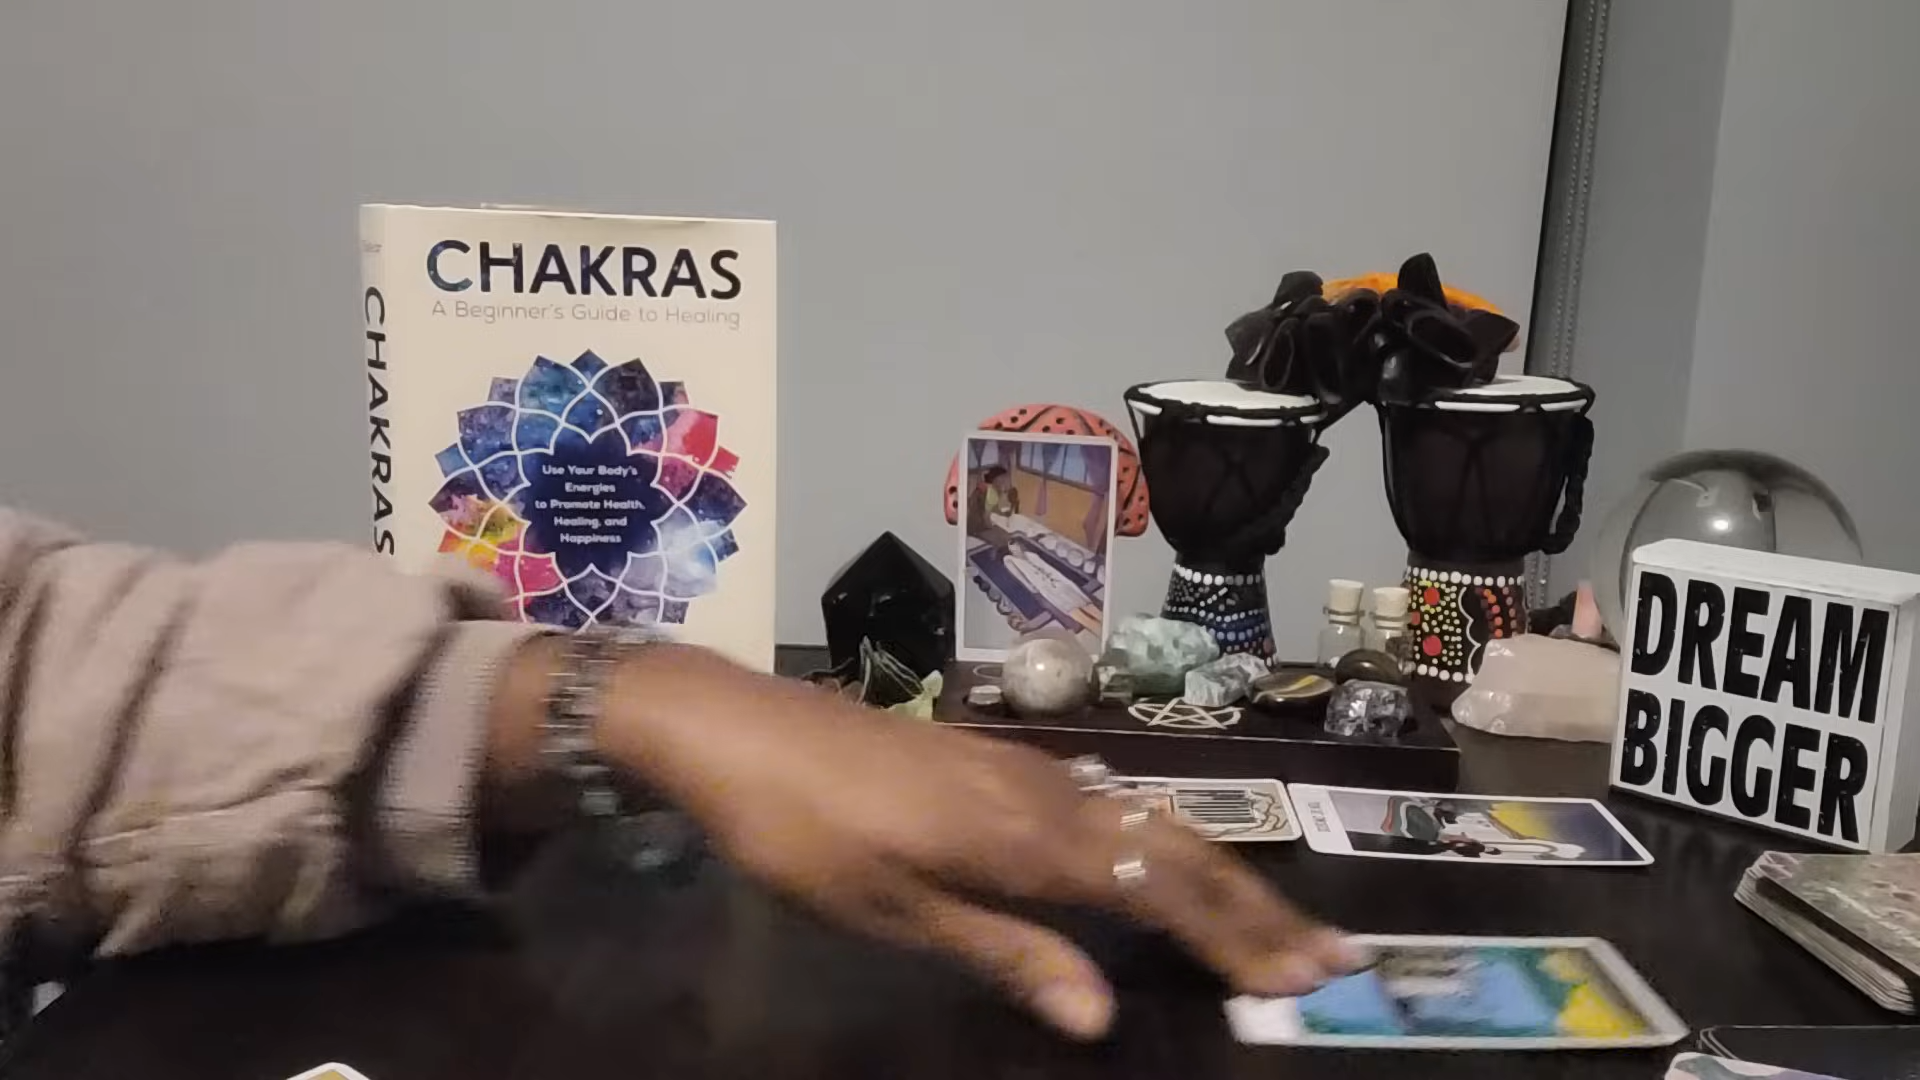 CHAKRAS
A Beginner's Guide to Healing
Use Your Body's
Energies
to Promote Health,
Healing, and
Happiness
CHAKRAS
DREAM
BIGGER